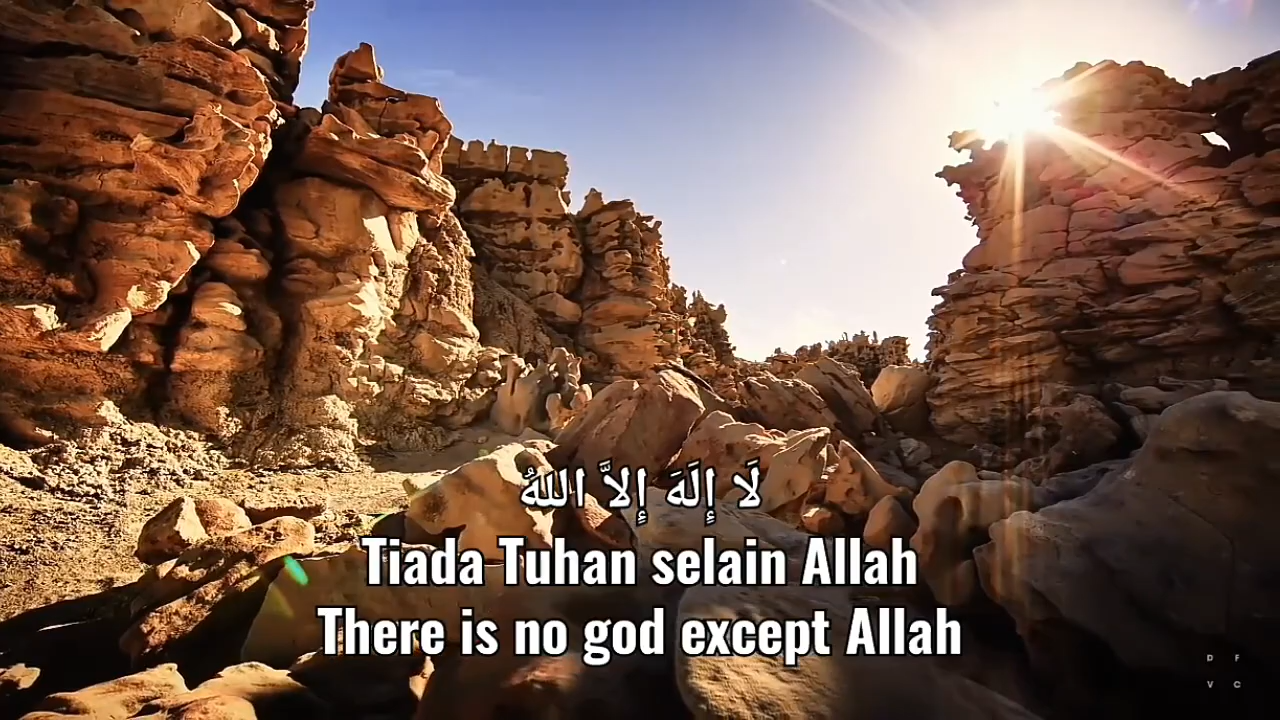 لَا إِلَهَ إِلاَّ اللهُ
Tiada Tuhan selain Allah
There is no god except Allah
D F
V C